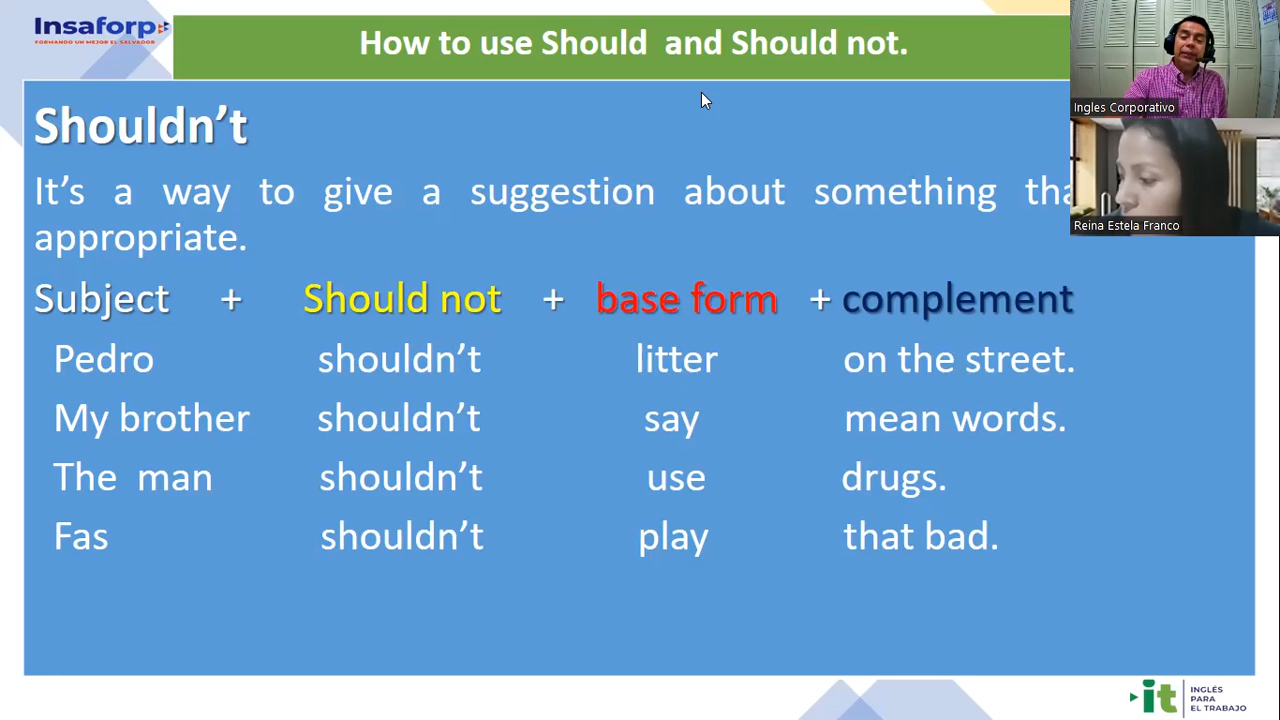 Insaforp
FORMANDO UN MEJOR EL SALVADOR
How to use Should and Should not.
Ingles Corporativo
Reina Estela Franco
Shouldn't
It's a way to give a suggestion about something
appropriate.
Subject + Should not + base form + complement
Pedro shouldn't litter on the street.
My brother shouldn't say mean words.
The man shouldn't use drugs.
Fas shouldn't play that bad.
it
INGLÉS
PARA
EL TRABAJO